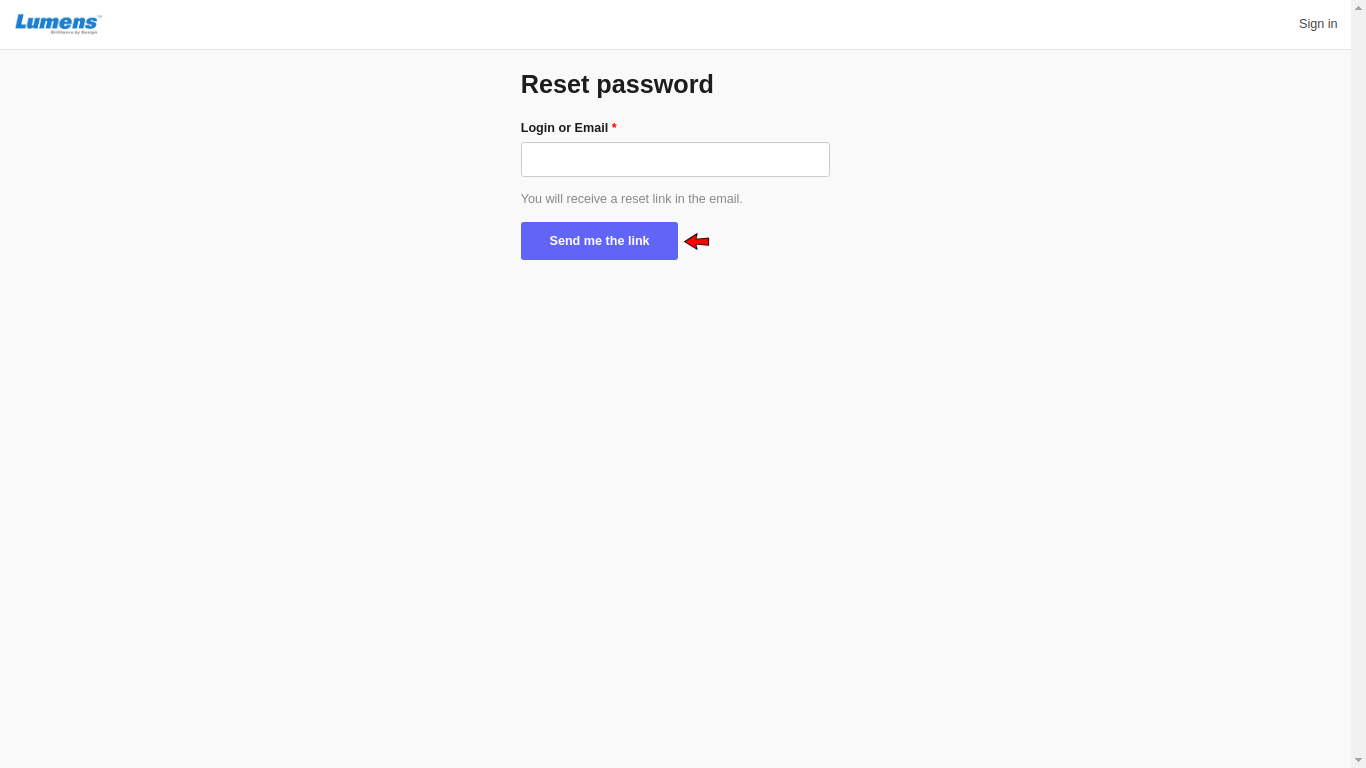 Lumens™
Brilliance by Design
Sign in
Reset password
Login or Email *
You will receive a reset link in the email.
Send me the link